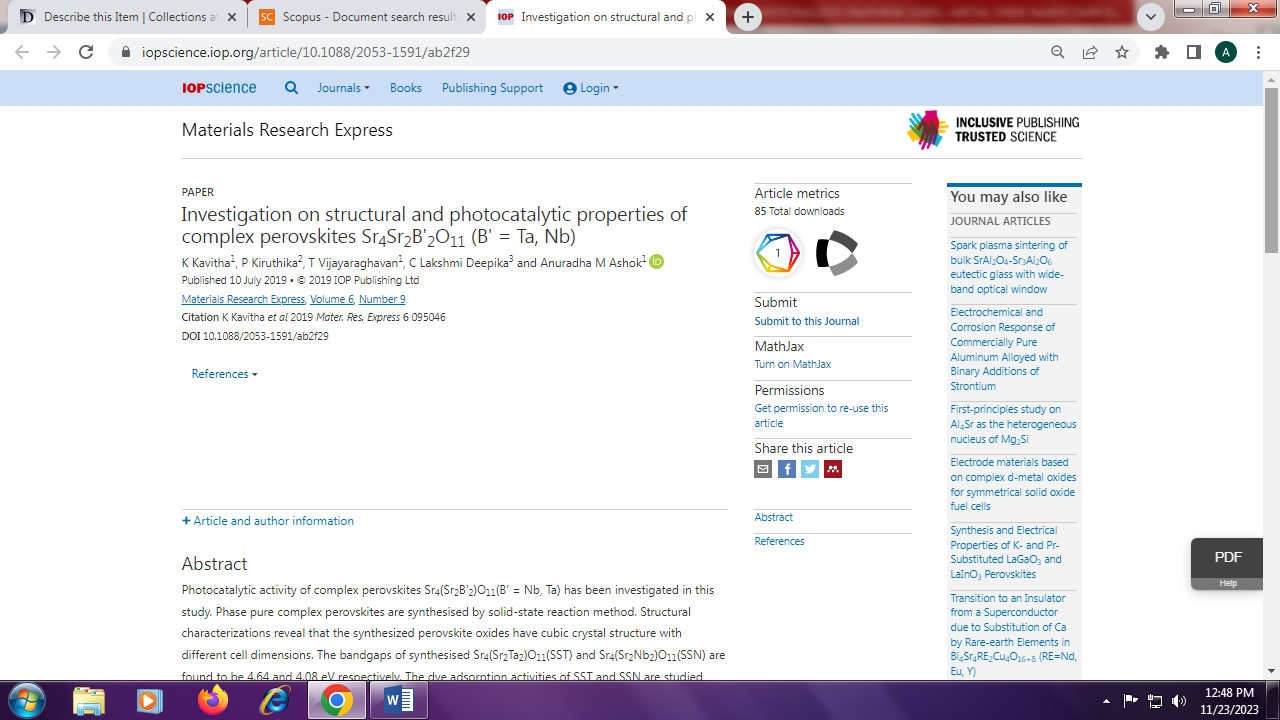 Describe this Item | Collections at
Scopus - Document search result
Investigation on structural and p
iopscience.iop.org/article/10.1088/2053-1591/ab2f29
A
IOPscience
Journals
Books
Publishing Support
Login
Materials Research Express
INCLUSIVE PUBLISHING
TRUSTED SCIENCE
PAPER
Investigation on structural and photocatalytic properties of
complex perovskites Sr₄Sr₂B'₂O₁₁ (B' = Ta, Nb)
K Kavitha¹, P Kiruthika², T Vijayaraghavan¹, C Lakshmi Deepika³ and Anuradha M Ashok¹ iD
Published 10 July 2019 • © 2019 IOP Publishing Ltd
Materials Research Express, Volume 6, Number 9
Citation K Kavitha et al 2019 Mater. Res. Express 6 095046
DOI 10.1088/2053-1591/ab2f29
References
+ Article and author information
Abstract
Photocatalytic activity of complex perovskites Sr₄(Sr₂B'₂)O₁₁(B' = Nb, Ta) has been investigated in this
study. Phase pure complex perovskites are synthesised by solid-state reaction method. Structural
characterizations reveal that the synthesized perovskite oxides have cubic crystal structure with
different cell dimensions. The bandgaps of synthesised Sr₄(Sr₂Ta₂)O₁₁(SST) and Sr₄(Sr₂Nb₂)O₁₁(SSN) are
found to be 4.64 and 4.08 eV respectively. The dye adsorption activities of SST and SSN are studied
Article metrics
85 Total downloads
1
Submit
Submit to this Journal
MathJax
Turn on MathJax
Permissions
Get permission to re-use this
article
Share this article
Abstract
References
You may also like
JOURNAL ARTICLES
Spark plasma sintering of
bulk SrAl₂O₄-Sr₃Al₂O₆
eutectic glass with wide-
band optical window
Electrochemical and
Corrosion Response of
Commercially Pure
Aluminum Alloyed with
Binary Additions of
Strontium
First-principles study on
Al₄Sr as the heterogeneous
nucleus of Mg₂Si
Electrode materials based
on complex d-metal oxides
for symmetrical solid oxide
fuel cells
Synthesis and Electrical
Properties of K- and Pr-
Substituted LaGaO₃ and
LaInO₃ Perovskites
Transition to an Insulator
from a Superconductor
due to Substitution of Ca
by Rare-earth Elements in
Bi₄Sr₄RE₂Cu₄O₁₆₊δ (RE=Nd,
Eu, Y)
PDF
Help
12:48 PM
11/23/2023